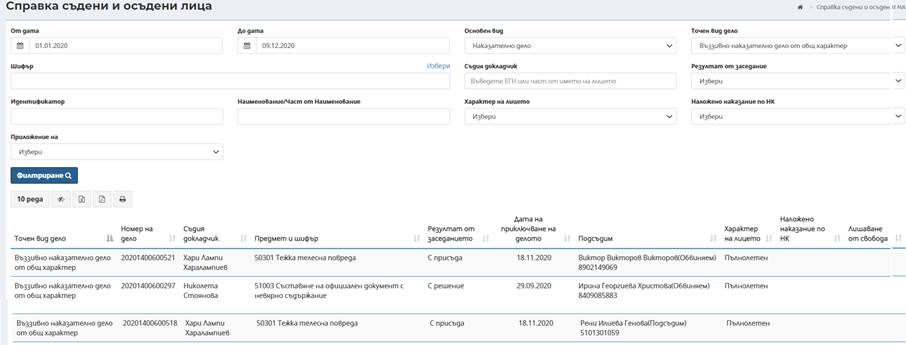 Справка съдени и осъдени лица
Справка съдени и осъдени
От дата
До дата
Основен вид
Точен вид дело
01.01.2020
09.12.2020
Наказателно дело
Въззивно наказателно дело от общ характер
Шифър
Избери
Съдия докладчик
Резултат от заседание
Въведете ЕГН или част от името на лицето
Избери
Идентификатор
Наименование/Част от Наименование
Характер на лицето
Наложено наказание по НК
Избери
Избери
Приложение на
Избери
Филтриране
10 реда
Точен вид дело
Номер на дело
Съдия докладчик
Предмет и шифър
Резултат от заседанието
Дата на приключване на делото
Подсъдим
Характер на лицето
Наложено наказание по НК
Лишаване от свобода
Въззивно наказателно дело от общ характер
20201400600521
Хари Лампи Харалампиев
50301 Тежка телесна повреда
С присъда
18.11.2020
Виктор Викторов Викторов(Обвиняем) 8902149069
Пълнолетен
Въззивно наказателно дело от общ характер
20201400600297
Николета Стоянова
51003 Съставяне на официален документ с невярно съдържание
С решение
29.09.2020
Ирина Георгиева Христова(Обвиняем) 8409085883
Пълнолетен
Въззивно наказателно дело от общ характер
20201400600518
Хари Лампи Харалампиев
50301 Тежка телесна повреда
С присъда
18.11.2020
Рени Илиева Генова(Подсъдим) 5101301059
Пълнолетен